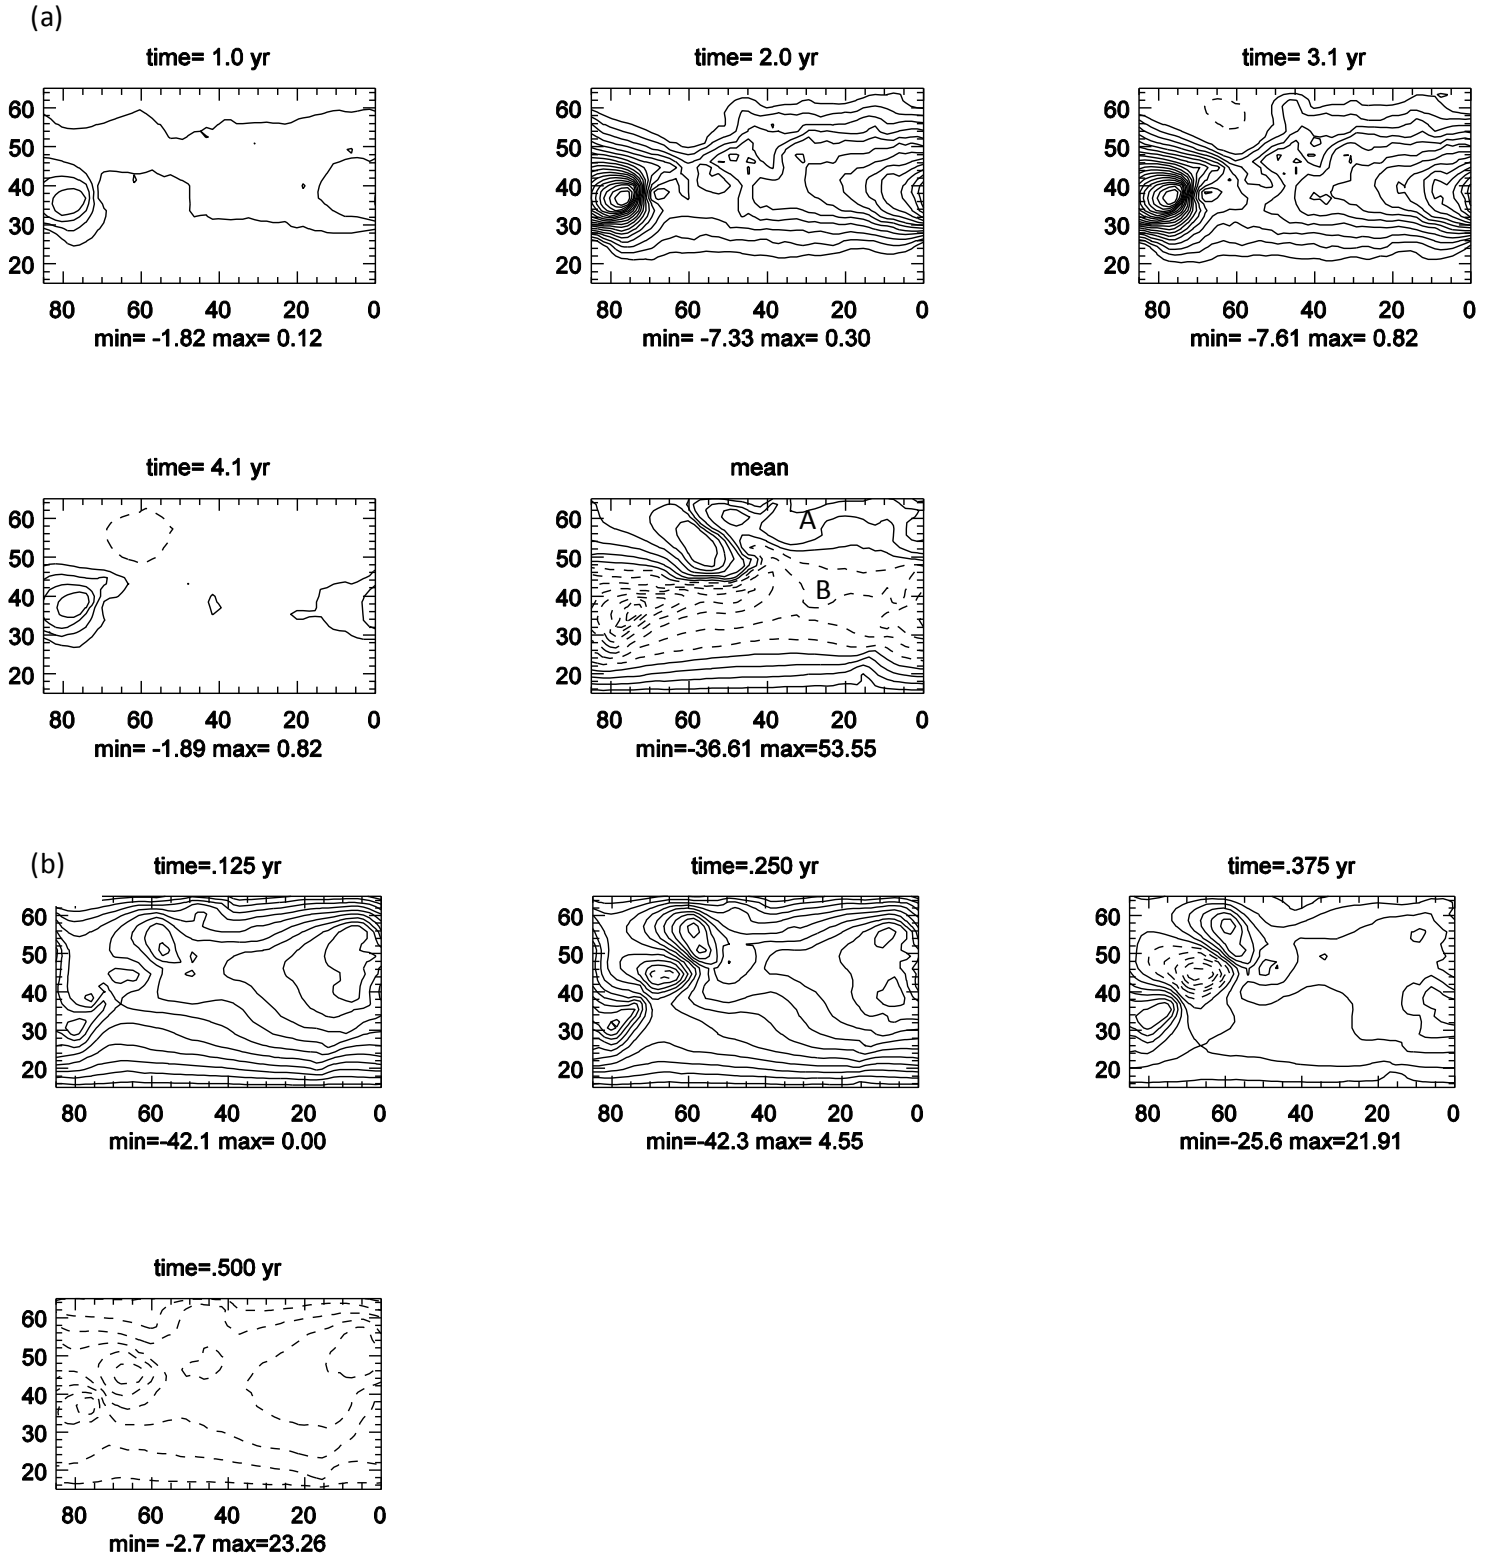 (a)
time= 1.0 yr
time= 2.0 yr
time= 3.1 yr
60
50
40
30
20
80 60 40 20 0
min= -1.82 max= 0.12
60
50
40
30
20
80 60 40 20 0
min= -7.33 max= 0.30
60
50
40
30
20
80 60 40 20 0
min= -7.61 max= 0.82
time= 4.1 yr
mean
60
50
40
30
20
80 60 40 20 0
min= -1.89 max= 0.82
60
50
40
30
20
A
B
80 60 40 20 0
min=-36.61 max=53.55
(b)
time=.125 yr
time=.250 yr
time=.375 yr
60
50
40
30
20
80 60 40 20 0
min=-42.1 max= 0.00
60
50
40
30
20
80 60 40 20 0
min=-42.3 max= 4.55
60
50
40
30
20
80 60 40 20 0
min=-25.6 max=21.91
time=.500 yr
60
50
40
30
20
80 60 40 20 0
min= -2.7 max=23.26